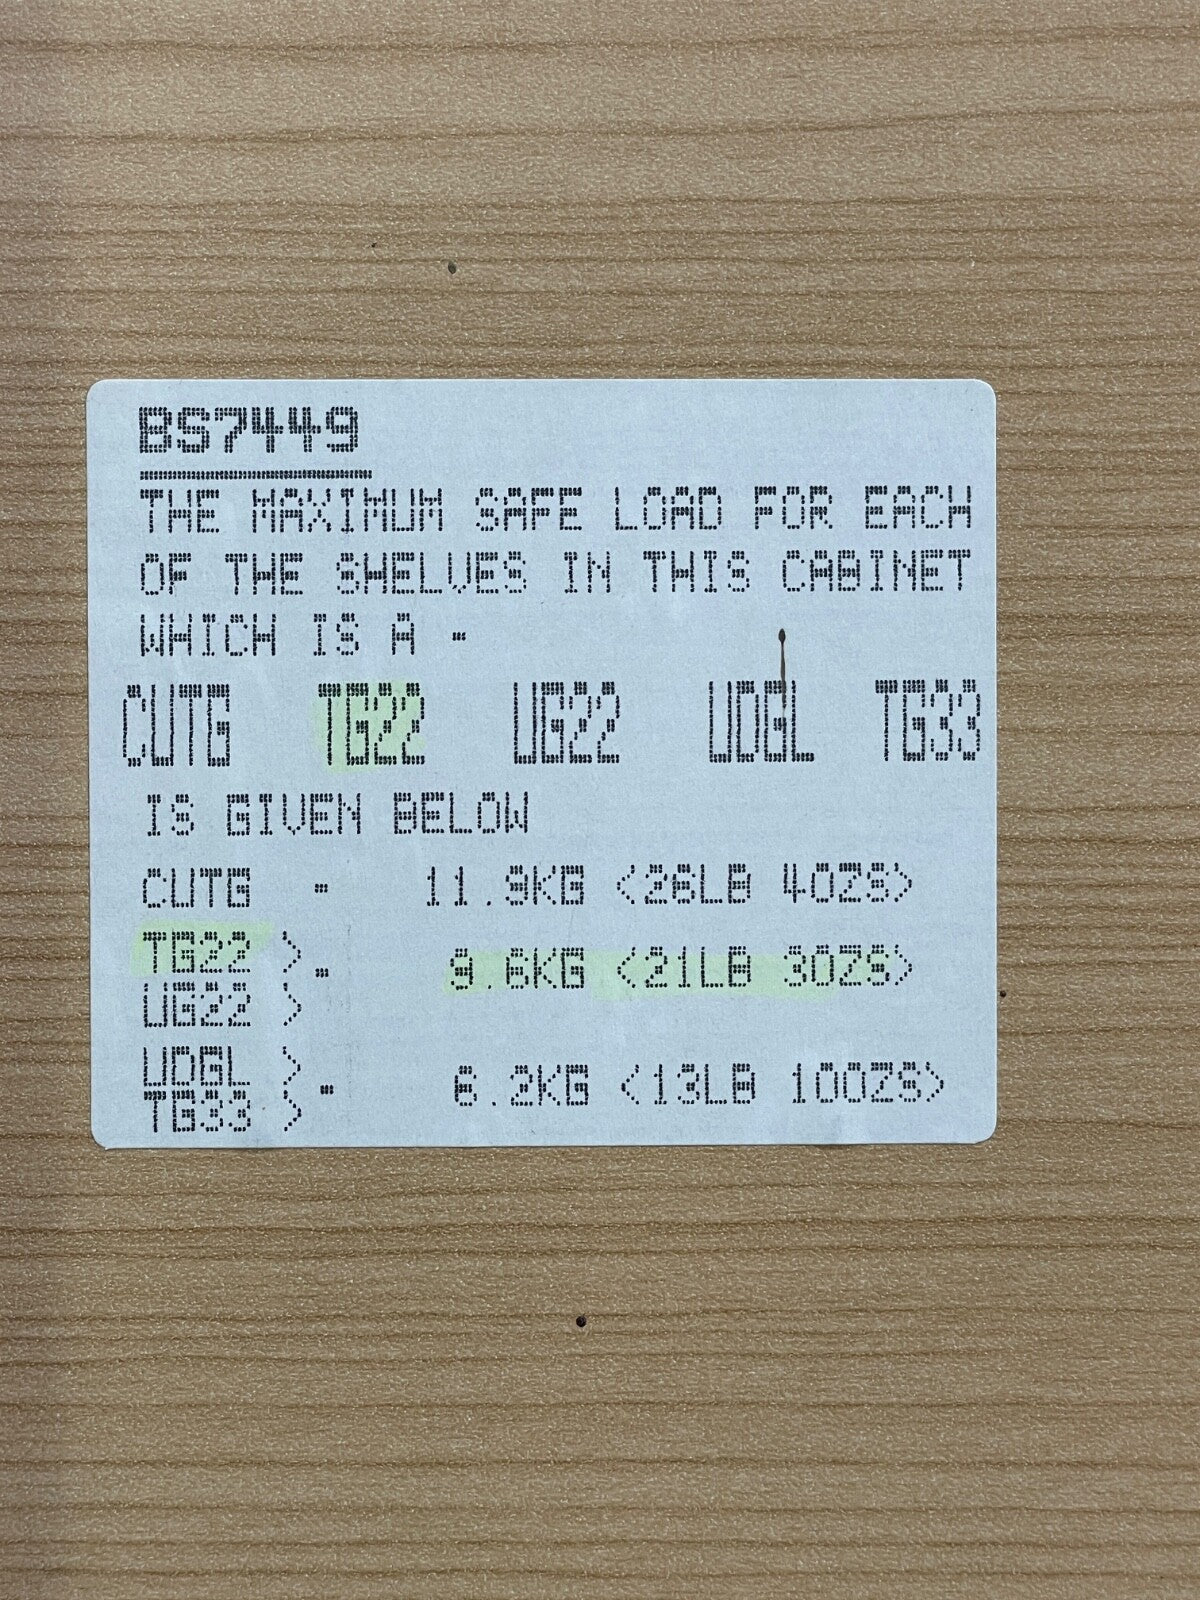 BS7449
THE MAXIMUM SAFE LOAD FOR EACH
OF THE SHELVES IN THIS CABINET
WHICH IS A -
CUTG TG22 UG22 UDGL TG33
IS GIVEN BELOW
CUTG - 11.9KG <26LB 4OZS>
TG22 >
- 9.6KG <21LB 3OZS>
UG22 >
UDGL >
- 6.2KG <13LB 10OZS>
TG33 >